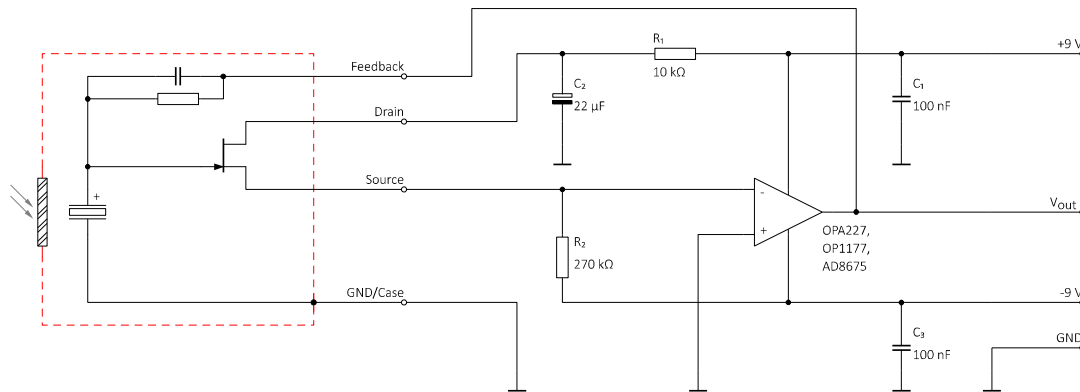 Feedback
Drain
Source
GND/Case
+
R₁
10 kΩ
C₂
22 µF
+9 V
C₁
100 nF
-
+
OPA227,
OP1177,
AD8675
Vout
R₂
270 kΩ
-9 V
C₃
100 nF
GND